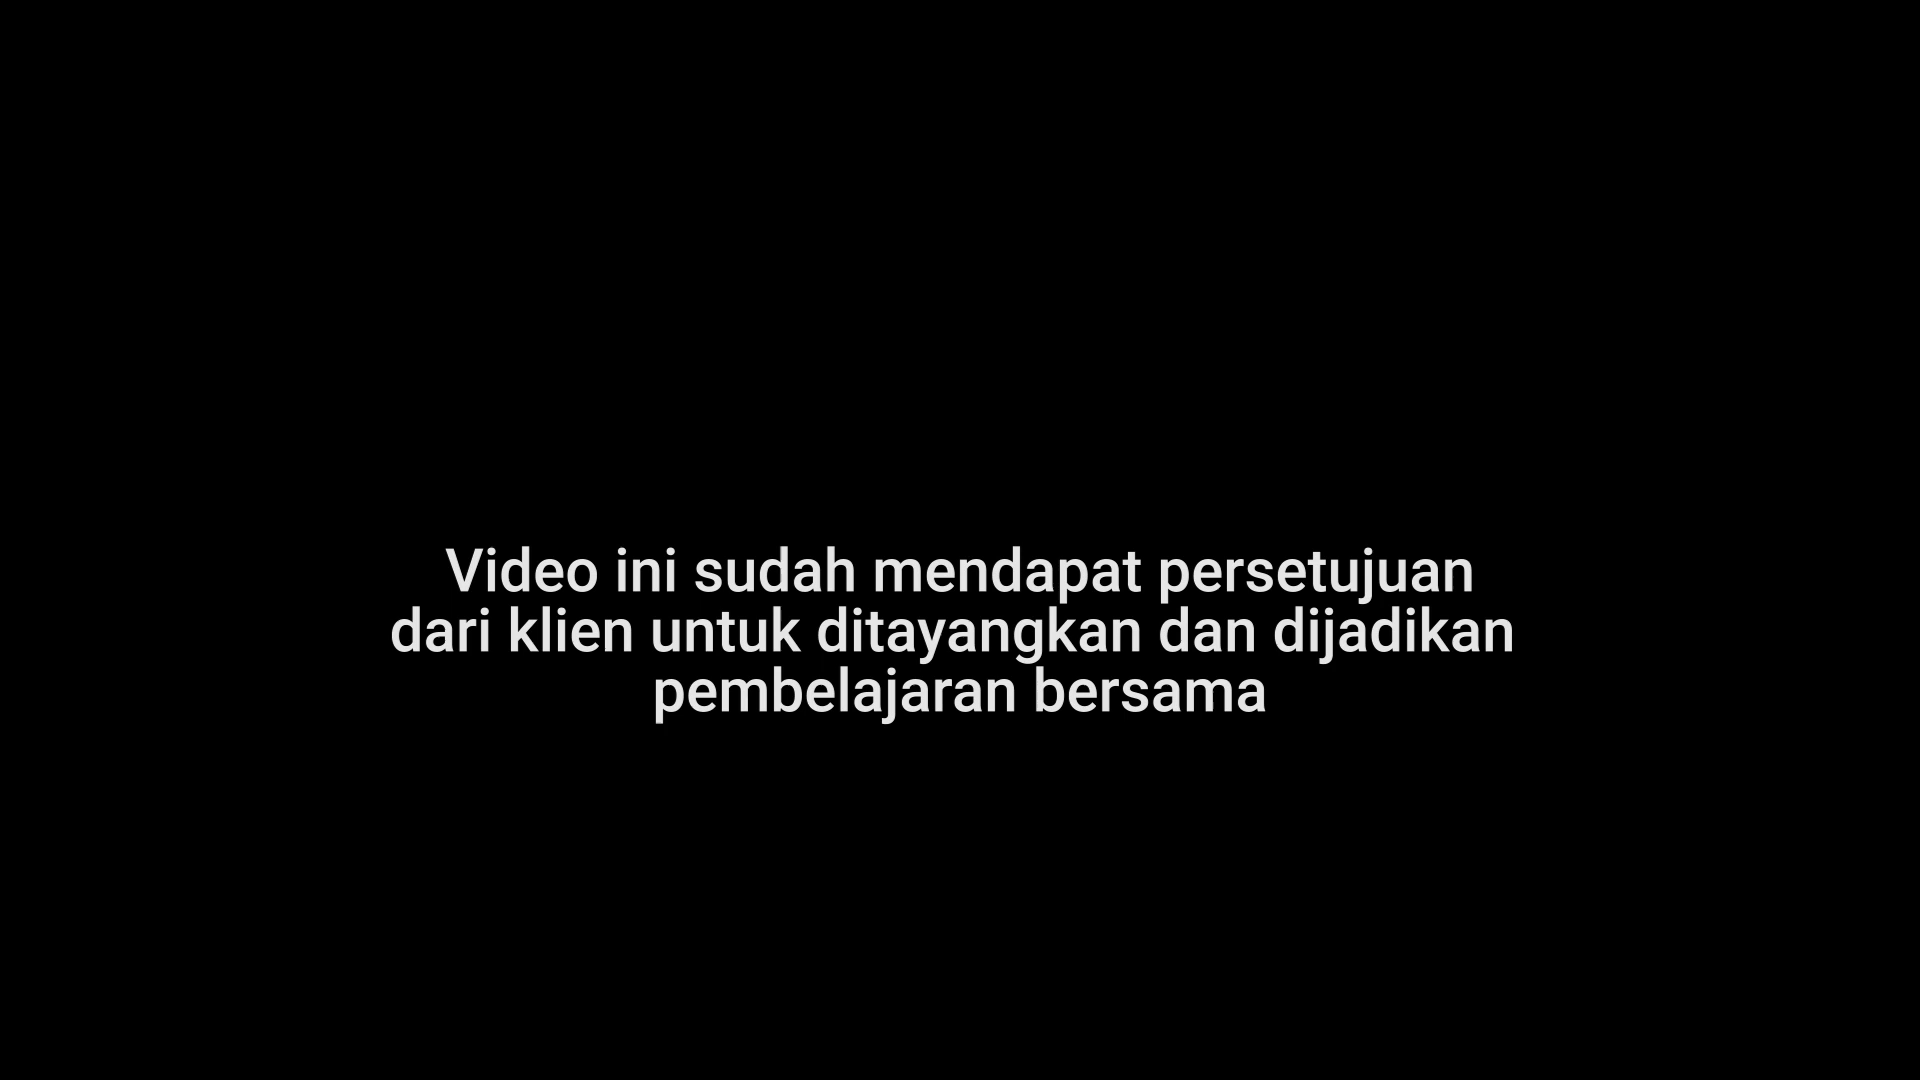 Video ini sudah mendapat persetujuan
dari klien untuk ditayangkan dan dijadikan
pembelajaran bersama